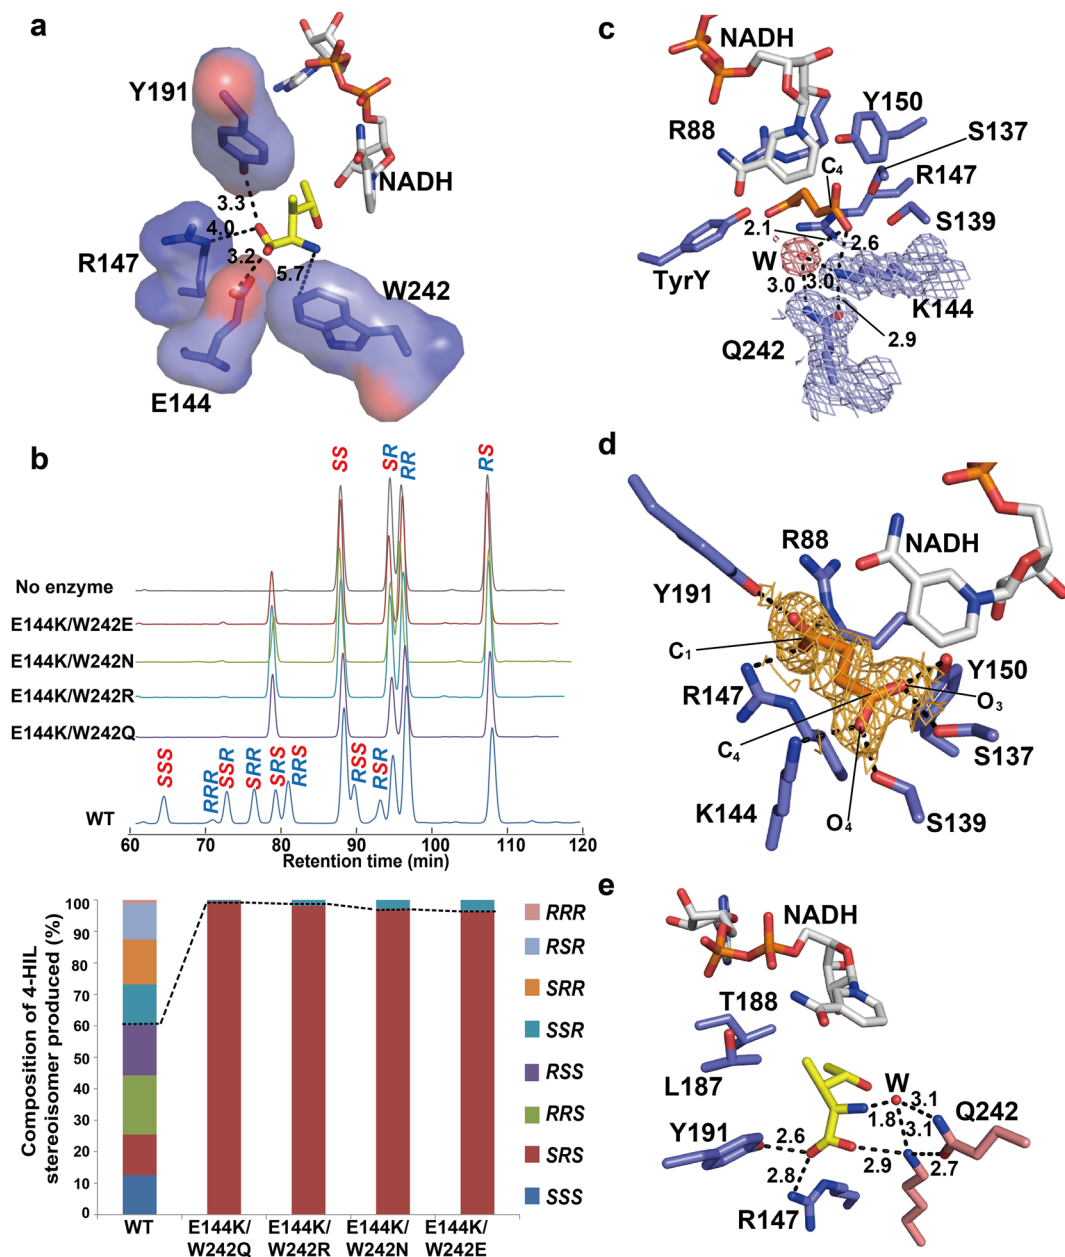 a
Y191
NADH
3.3
4.0
R147
3.2
5.7
W242
E144
c
NADH
Y150
R88
S137
C4
R147
S139
2.1
2.6
TyrY
W
3.0
3.0
K144
Q242
2.9
b
SS
SR
RR
RS
No enzyme
E144K/W242E
E144K/W242N
E144K/W242R
E144K/W242Q
SSS
RRR
SSR
SRR
SRS
RRS
RSS
RSR
WT
60
70
80
90
100
110
120
Retention time (min)
Composition of 4-HIL
stereoisomer produced (%)
100
90
80
70
60
50
40
30
20
10
0
WT
E144K/
W242Q
E144K/
W242R
E144K/
W242N
E144K/
W242E
RRR
RSR
SRR
SSR
RSS
RRS
SRS
SSS
d
R88
NADH
Y191
C1
Y150
R147
O3
C4
S137
K144
O4
S139
e
NADH
T188
L187
W
3.1
Q242
1.8
3.1
Y191
2.6
2.9
2.7
2.8
R147